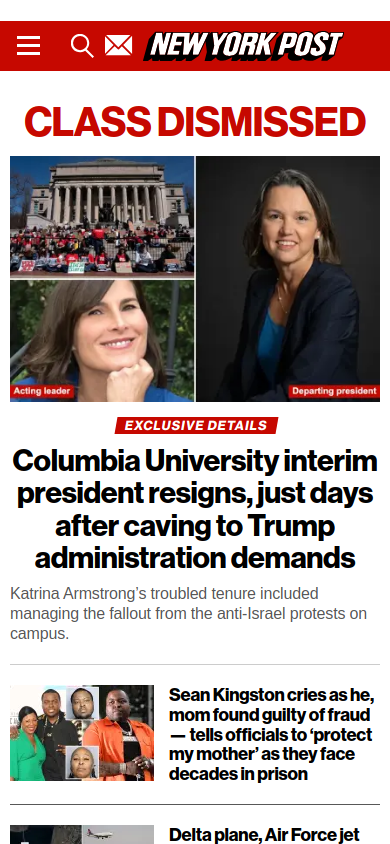 NEW YORK POST
CLASS DISMISSED
Acting leader
Departing president
EXCLUSIVE DETAILS
Columbia University interim
president resigns, just days
after caving to Trump
administration demands
Katrina Armstrong’s troubled tenure included
managing the fallout from the anti-Israel protests on
campus.
Sean Kingston cries as he,
mom found guilty of fraud
— tells officials to ‘protect
my mother’ as they face
decades in prison
Delta plane, Air Force jet